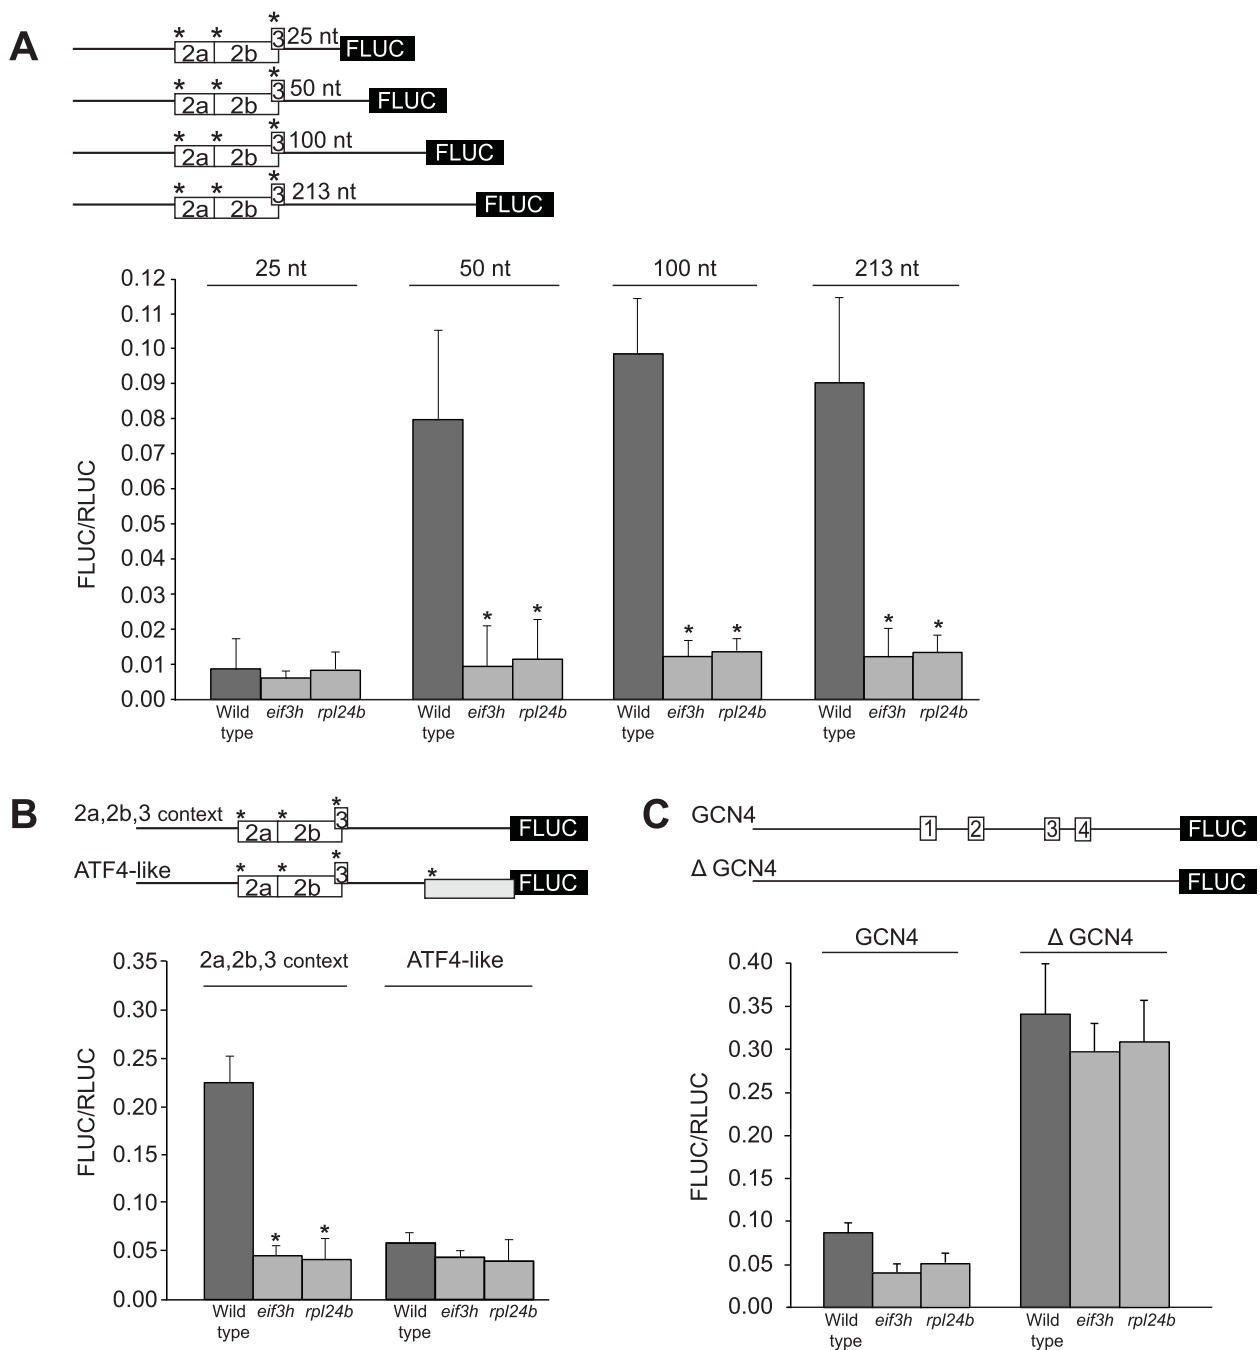 A
* * *
2a 2b 3 25 nt FLUC
* * *
2a 2b 3 50 nt FLUC
* * *
2a 2b 3 100 nt FLUC
* * *
2a 2b 3 213 nt FLUC
25 nt 50 nt 100 nt 213 nt
FLUC/RLUC
0.12
0.11
0.10
0.09
0.08
0.07
0.06
0.05
0.04
0.03
0.02
0.01
0.00
* * * * * *
Wild type eif3h rpl24b Wild type eif3h rpl24b Wild type eif3h rpl24b Wild type eif3h rpl24b
B
2a,2b,3 context
* * *
2a 2b 3 FLUC
ATF4-like
* * * *
2a 2b 3 FLUC
2a,2b,3 context ATF4-like
FLUC/RLUC
0.35
0.30
0.25
0.20
0.15
0.10
0.05
0.00
* *
Wild type eif3h rpl24b Wild type eif3h rpl24b
C
GCN4 1 2 3 4 FLUC
Δ GCN4 FLUC
GCN4 Δ GCN4
FLUC/RLUC
0.40
0.35
0.30
0.25
0.20
0.15
0.10
0.05
0.00
Wild type eif3h rpl24b Wild type eif3h rpl24b